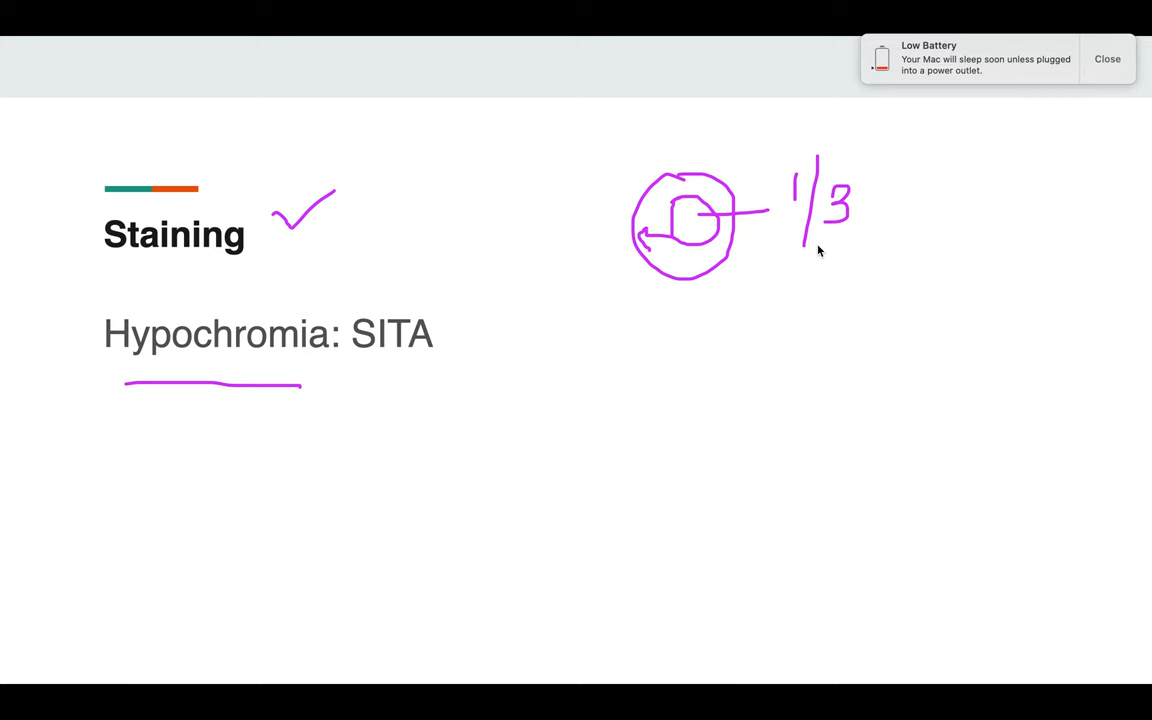 Low Battery
Your Mac will sleep soon unless plugged
into a power outlet.
Close
Staining
1/3
Hypochromia: SITA